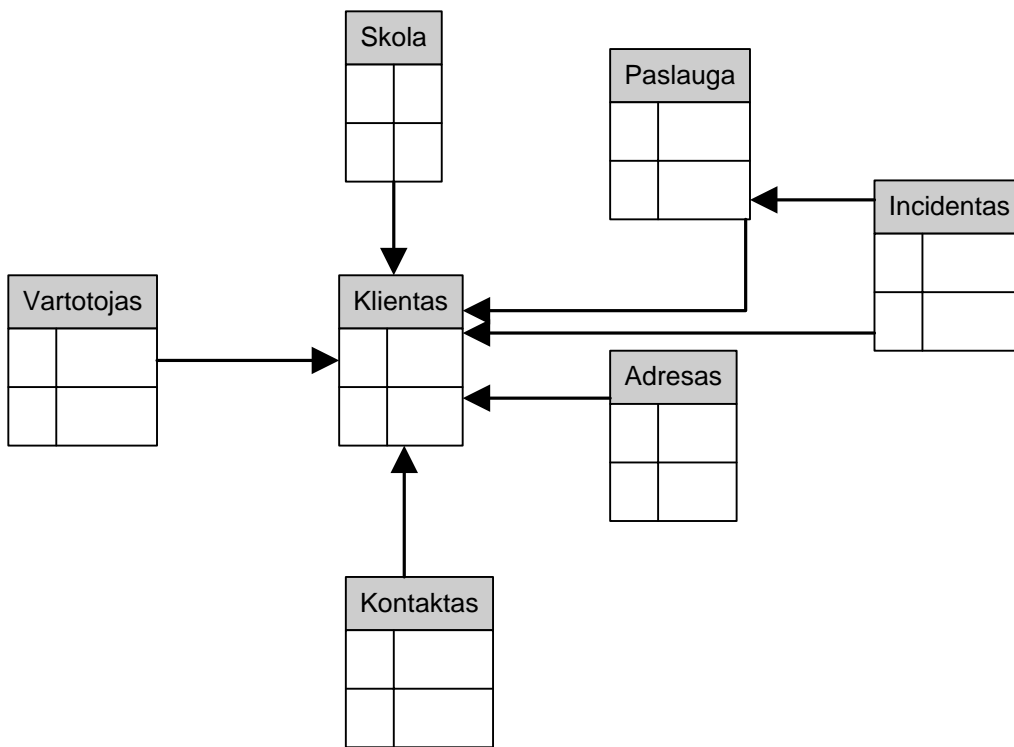 Skola
Paslauga
Incidentas
Vartotojas
Klientas
Adresas
Kontaktas